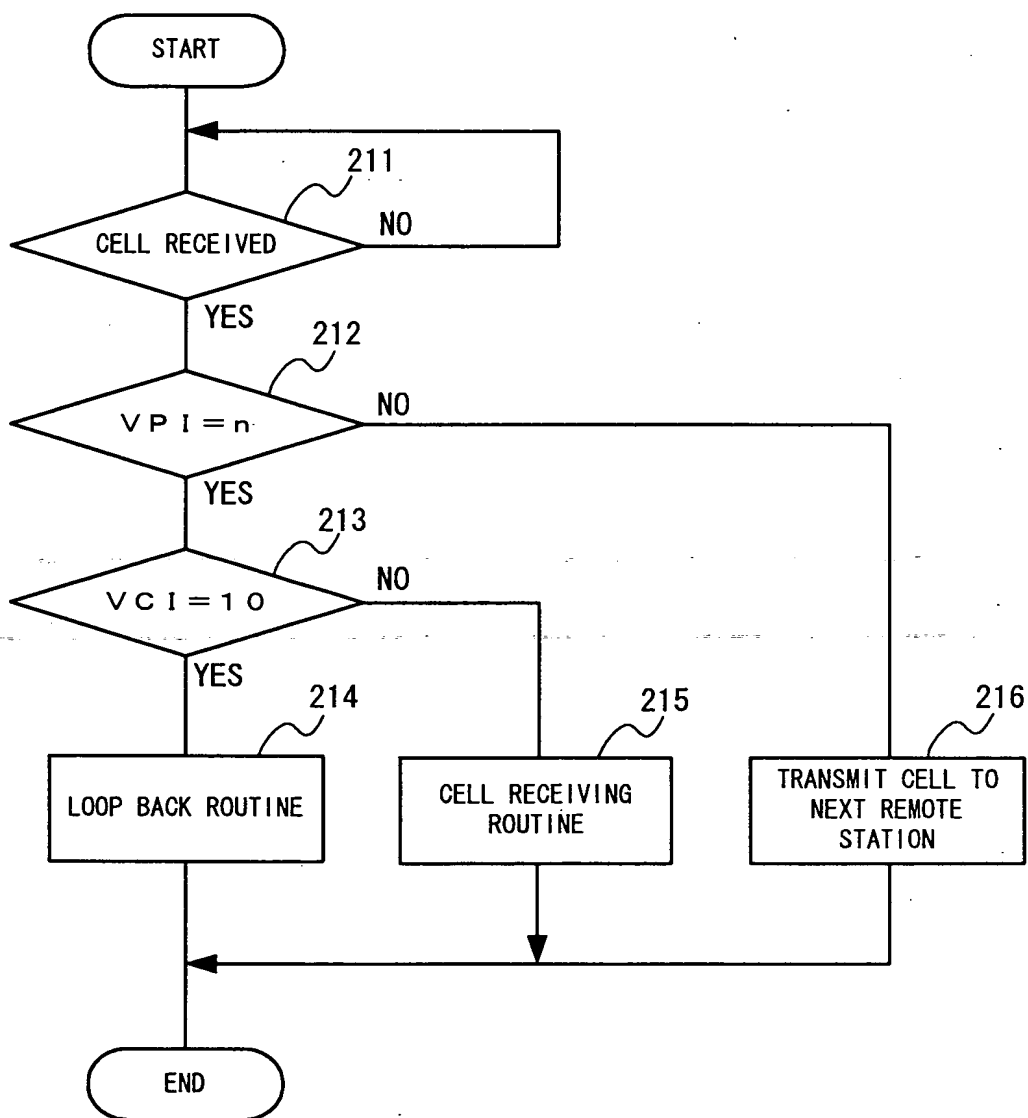 START
211
CELL RECEIVED
NO
YES
212
VPI=n
NO
YES
213
VCI=10
NO
YES
214
LOOP BACK ROUTINE
215
CELL RECEIVING
ROUTINE
216
TRANSMIT CELL TO
NEXT REMOTE
STATION
END